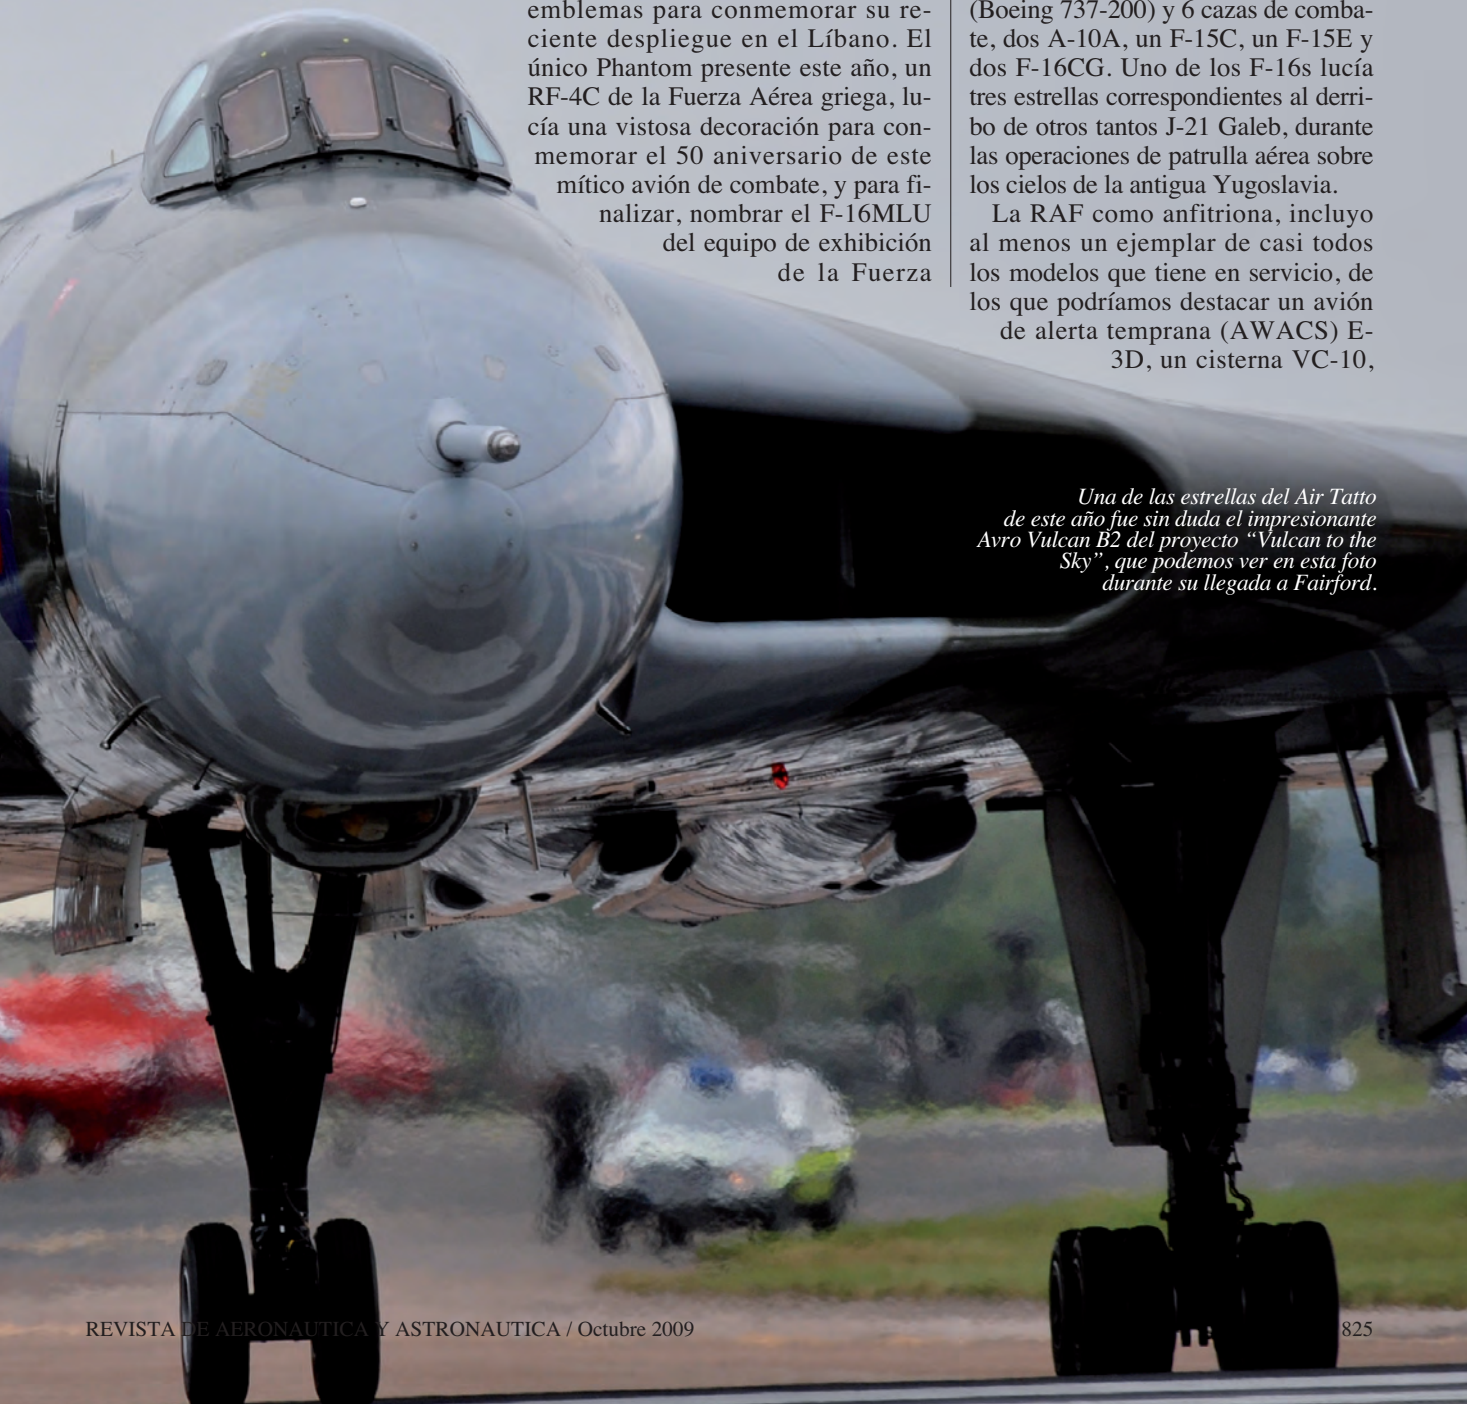 emblemas para conmemorar su re-
ciente despliegue en el Líbano. El
único Phantom presente este año, un
RF-4C de la Fuerza Aérea griega, lu-
cía una vistosa decoración para con-
memorar el 50 aniversario de este
mítico avión de combate, y para fi-
nalizar, nombrar el F-16MLU
del equipo de exhibición
de la Fuerza
(Boeing 737-200) y 6 cazas de comba-
te, dos A-10A, un F-15C, un F-15E y
dos F-16CG. Uno de los F-16s lucía
tres estrellas correspondientes al derri-
bo de otros tantos J-21 Galeb, durante
las operaciones de patrulla aérea sobre
los cielos de la antigua Yugoslavia.
La RAF como anfitriona, incluyo
al menos un ejemplar de casi todos
los modelos que tiene en servicio, de
los que podríamos destacar un avión
de alerta temprana (AWACS) E-
3D, un cisterna VC-10,
Una de las estrellas del Air Tatto
de este año fue sin duda el impresionante
Avro Vulcan B2 del proyecto “Vulcan to the
Sky”, que podemos ver en esta foto
durante su llegada a Fairford.
REVISTA DE AERONAUTICA Y ASTRONAUTICA / Octubre 2009
825